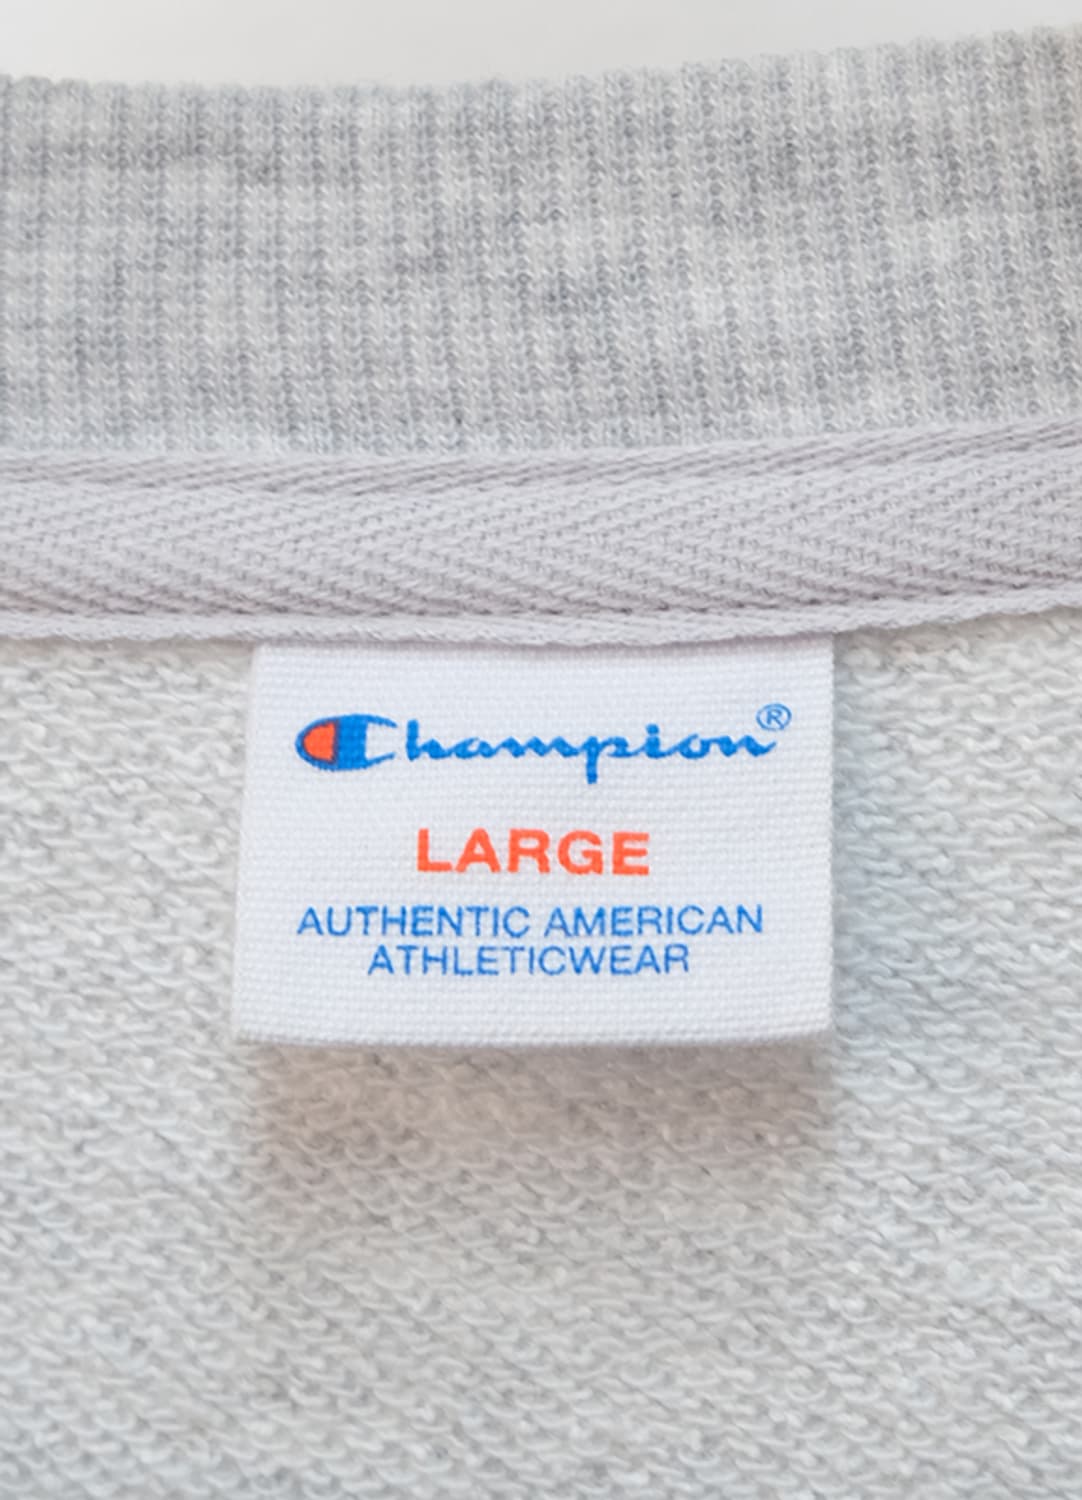 Champion®
LARGE
AUTHENTIC AMERICAN
ATHLETICWEAR